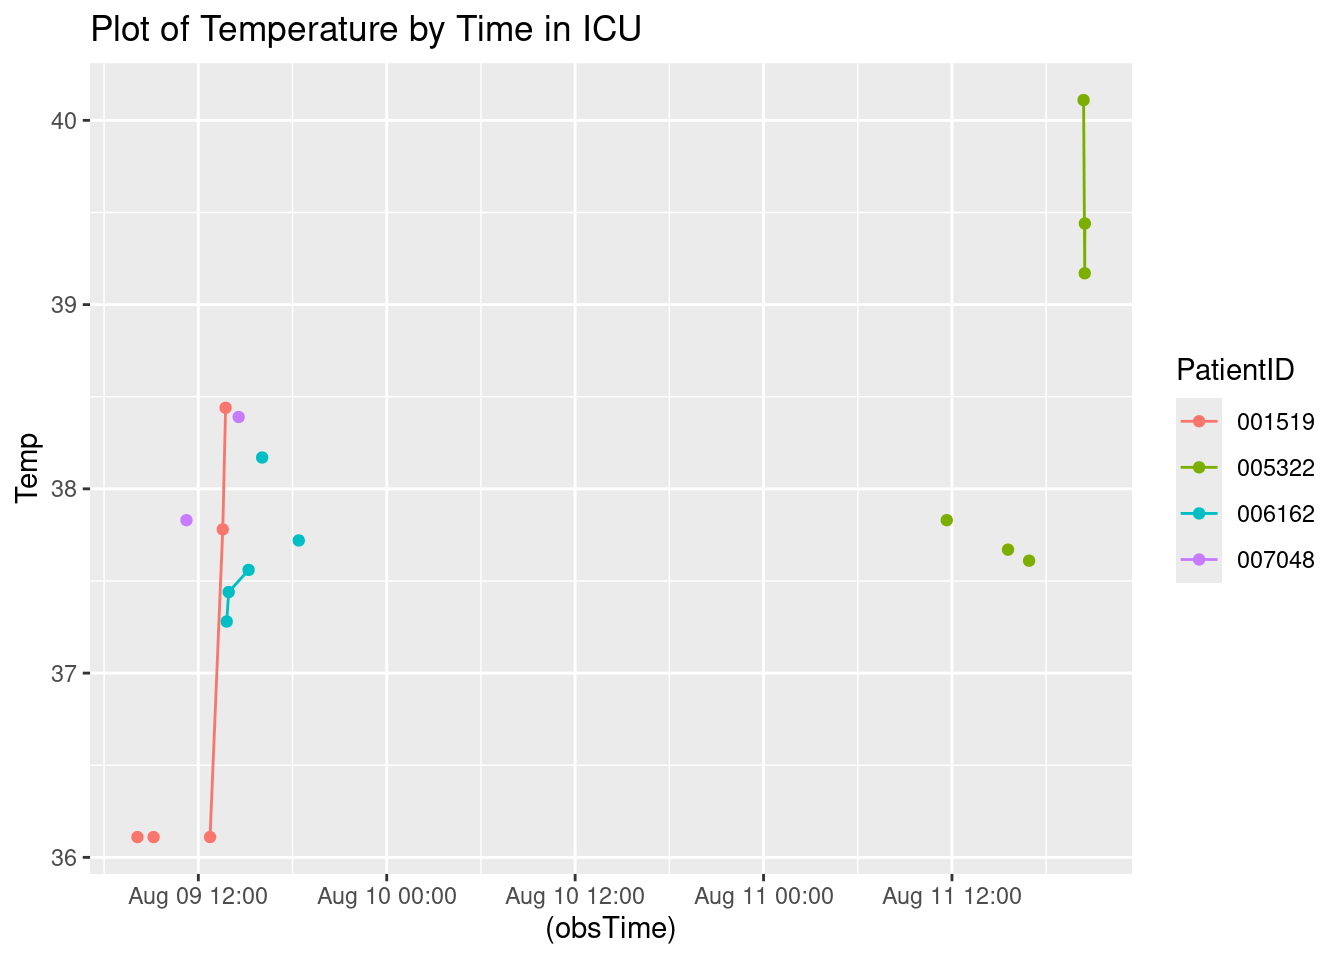 Plot of Temperature by Time in ICU
40
39
38
37
36
Temp
Aug 09 12:00 Aug 10 00:00 Aug 10 12:00 Aug 11 00:00 Aug 11 12:00
(obsTime)
PatientID
001519
005322
006162
007048